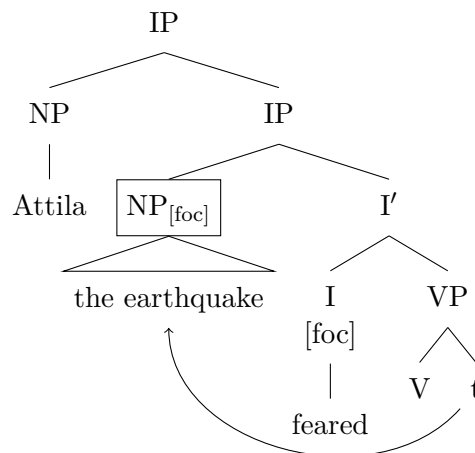 IP
NP IP
Attila NP[foc] I′
the earthquake I VP
[foc]
V t
feared